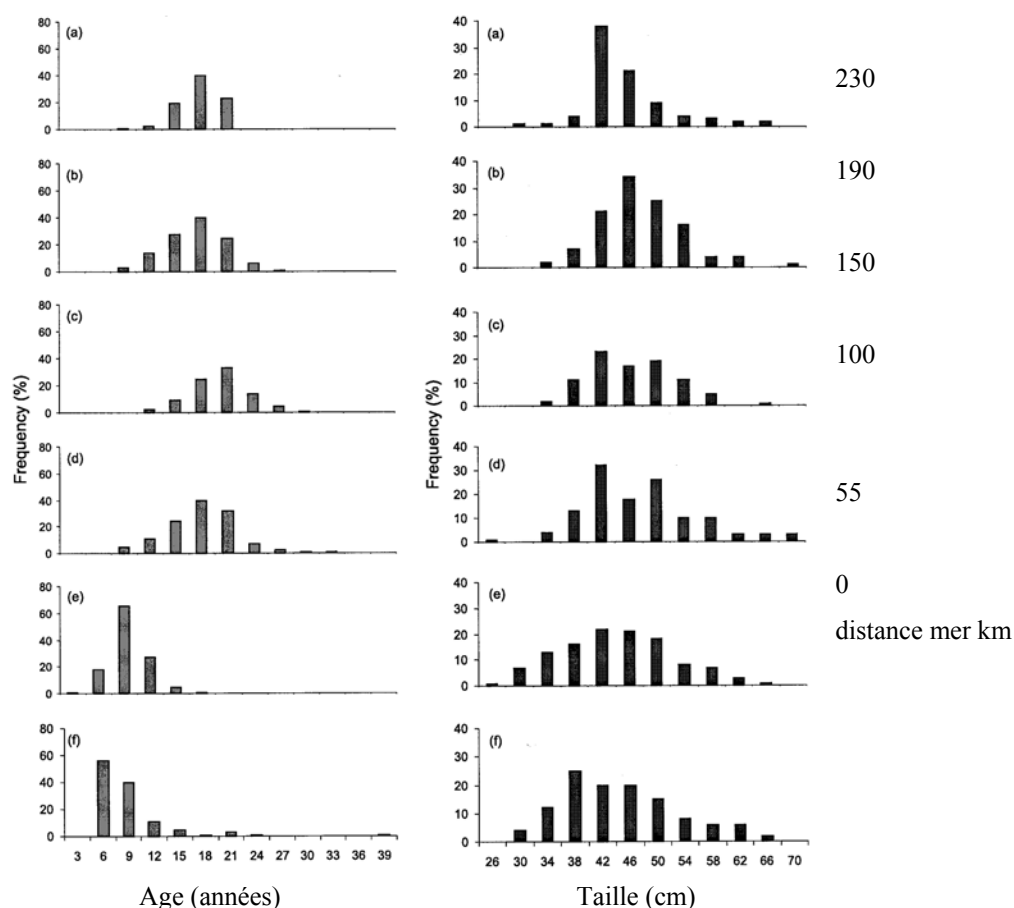 80 (a)
60
40
20
0
80 (b)
60
40
20
0
80 (c)
60
40
20
0
80 (d)
60
40
20
0
80 (e)
60
40
20
0
80 (f)
60
40
20
0
3 6 9 12 15 18 21 24 27 30 33 36 39
Frequency (%)
Age (années)
40 (a)
30
20
10
0
40 (b)
30
20
10
0
40 (c)
30
20
10
0
40 (d)
30
20
10
0
40 (e)
30
20
10
0
40 (f)
30
20
10
0
26 30 34 38 42 46 50 54 58 62 66 70
Frequency (%)
Taille (cm)
230
190
150
100
55
0
distance mer km